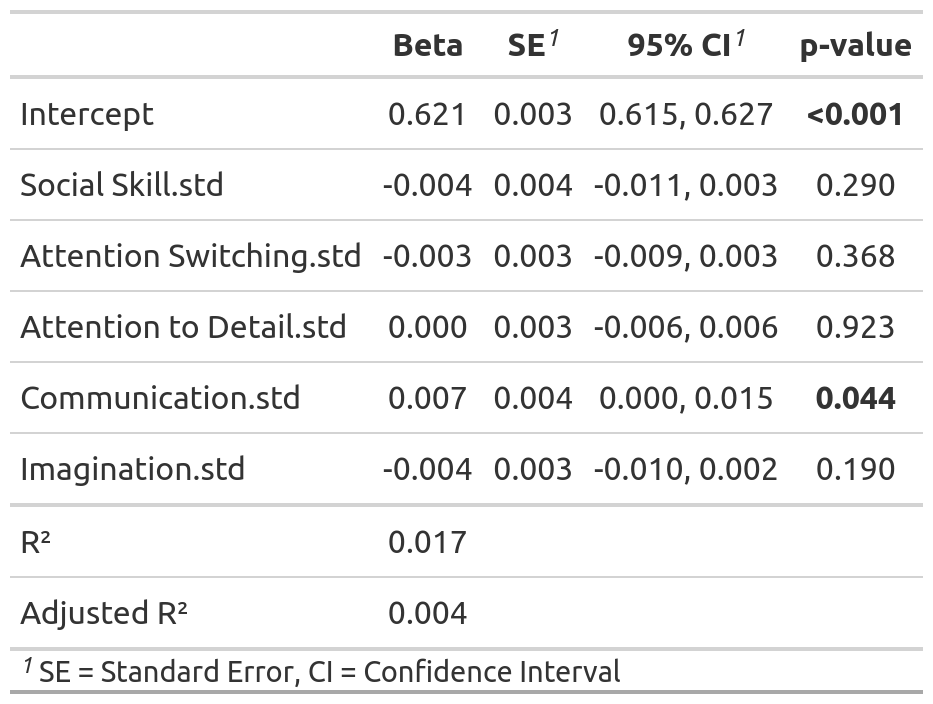 Beta SE¹ 95% CI¹ p-value
Intercept 0.621 0.003 0.615, 0.627 <0.001
Social Skill.std -0.004 0.004 -0.011, 0.003 0.290
Attention Switching.std -0.003 0.003 -0.009, 0.003 0.368
Attention to Detail.std 0.000 0.003 -0.006, 0.006 0.923
Communication.std 0.007 0.004 0.000, 0.015 0.044
Imagination.std -0.004 0.003 -0.010, 0.002 0.190
R² 0.017
Adjusted R² 0.004
¹ SE = Standard Error, CI = Confidence Interval